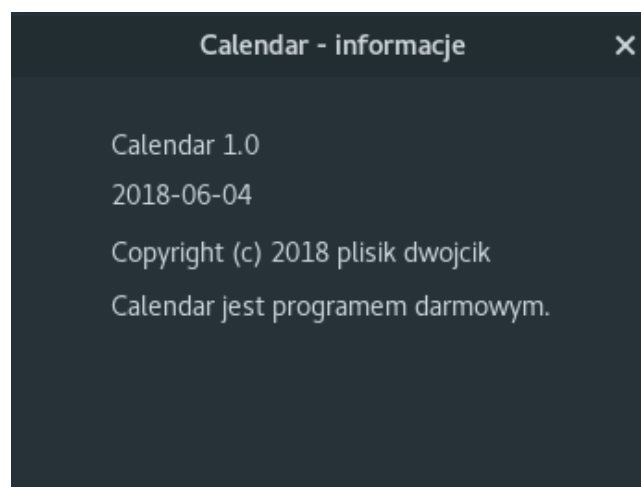 Calendar - informacje
Calendar 1.0
2018-06-04
Copyright (c) 2018 plisik dwojcik
Calendar jest programem darmowym.